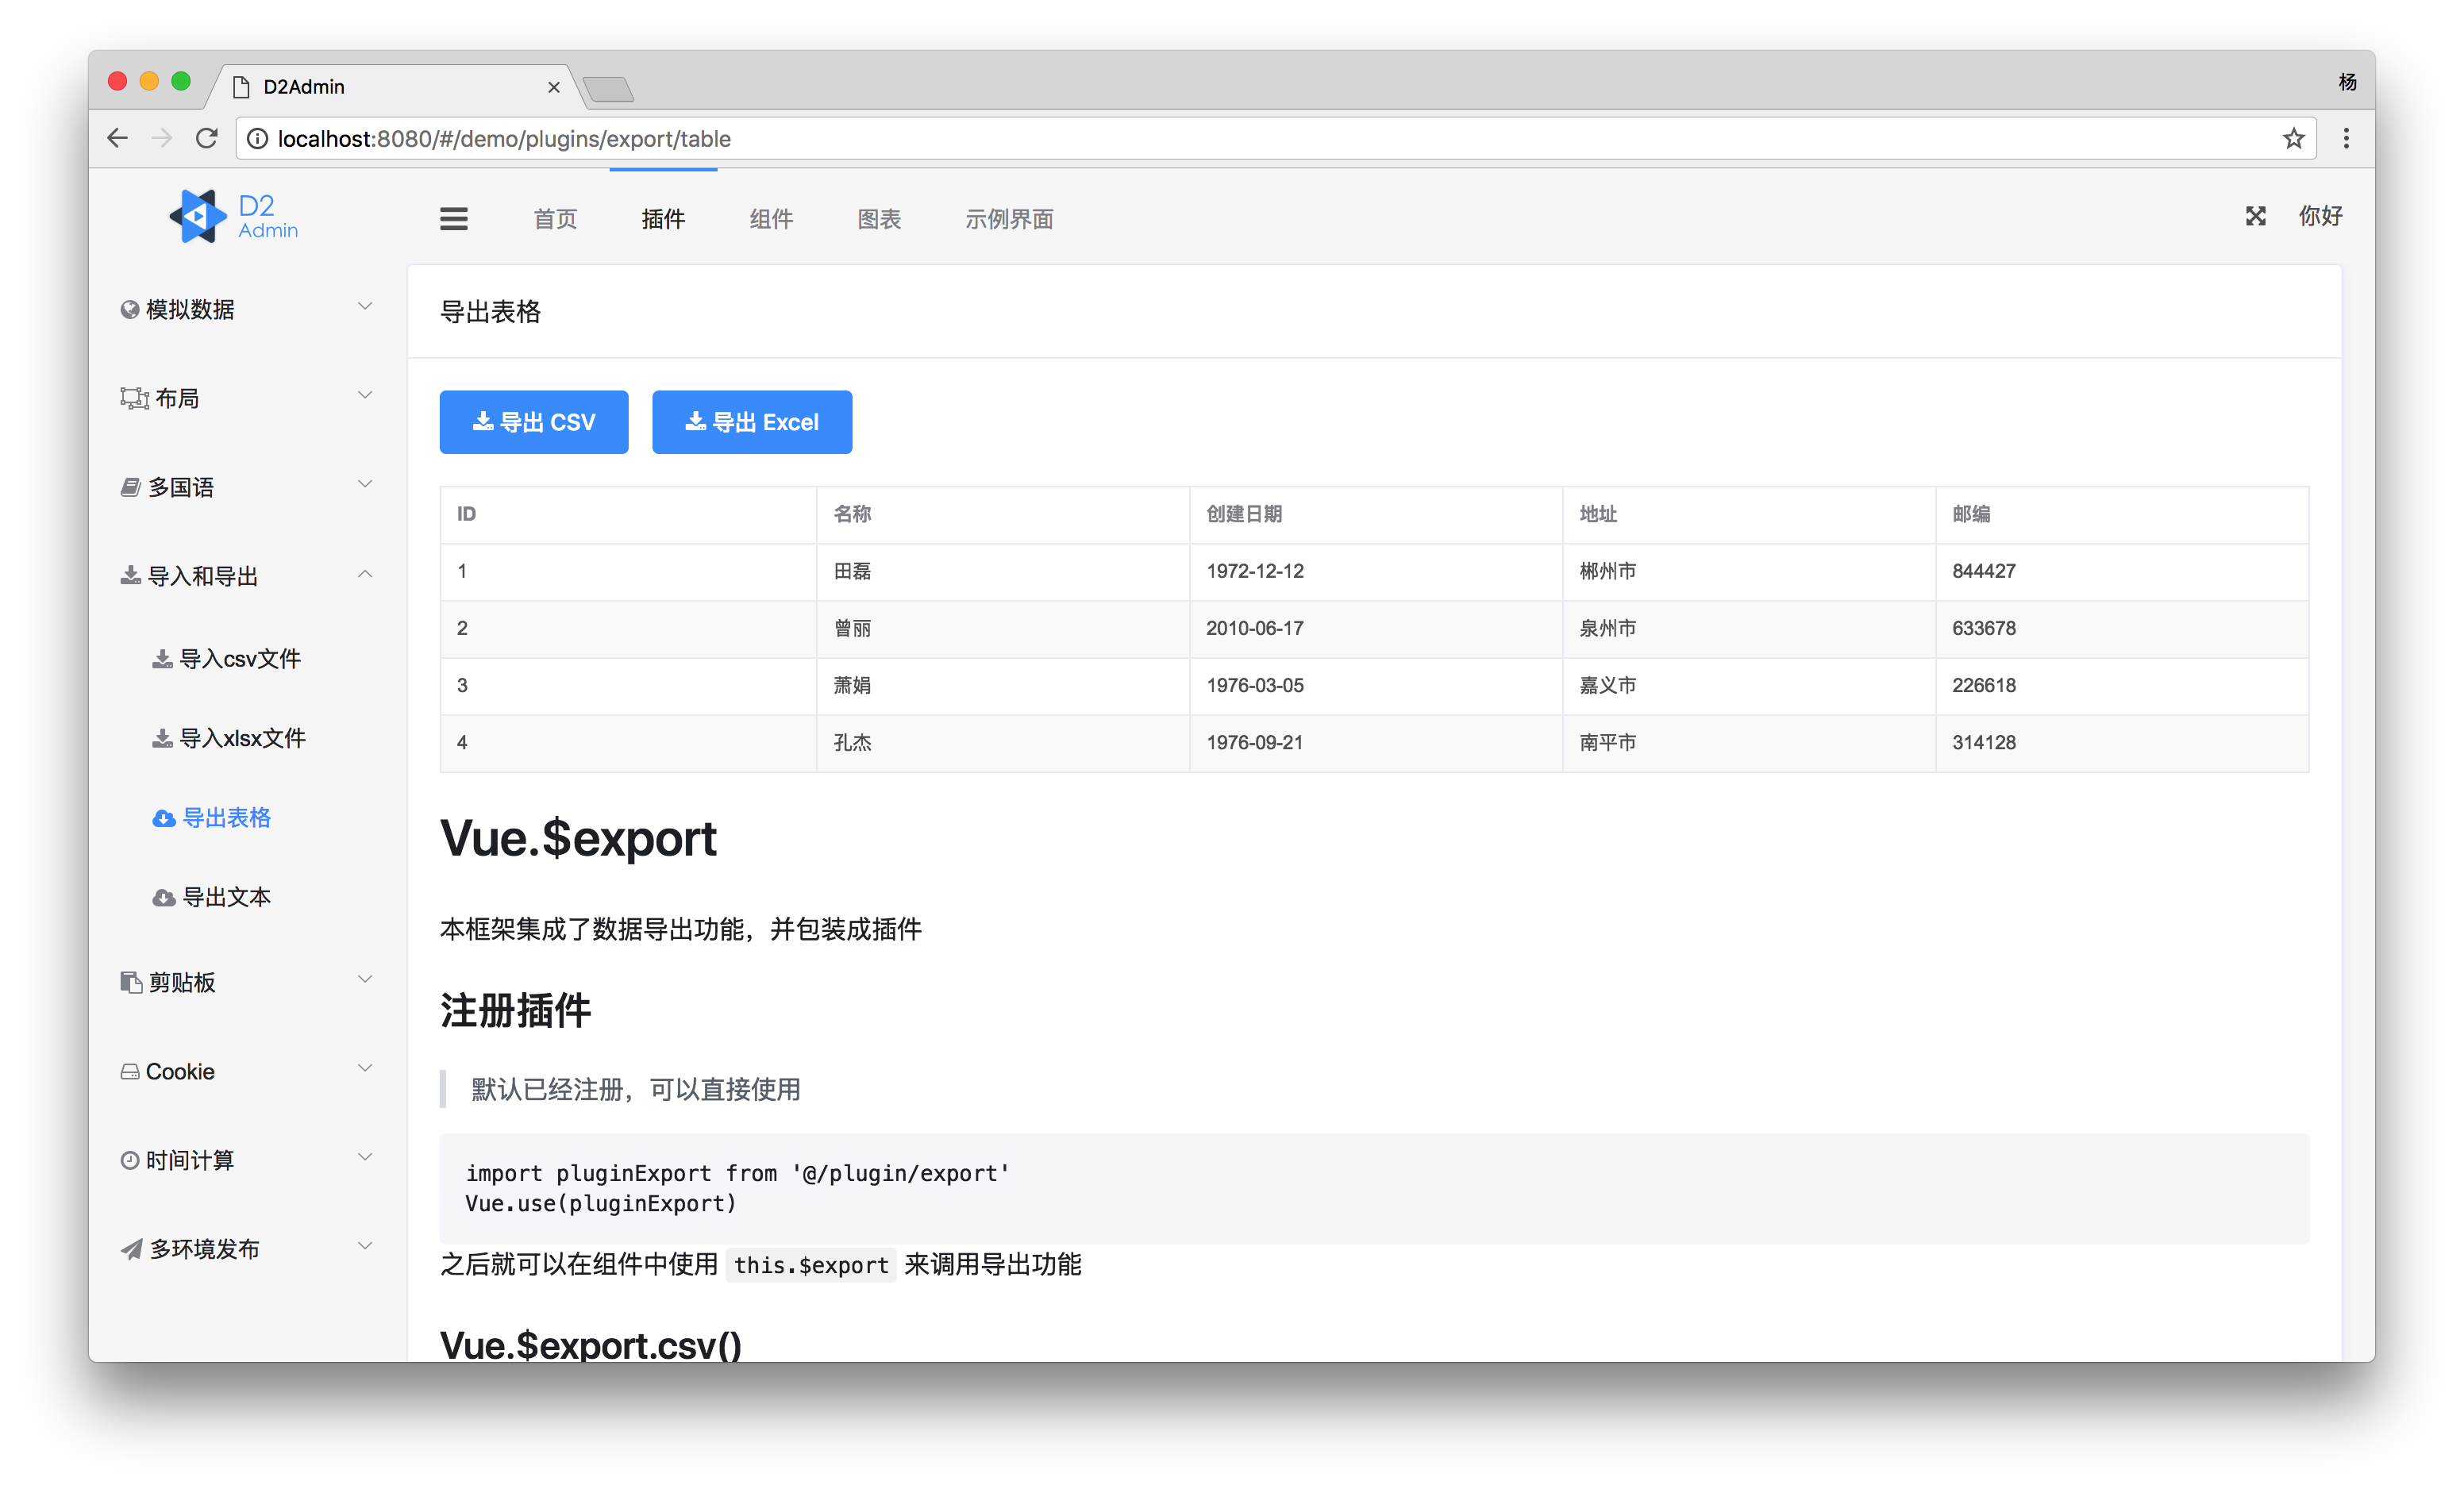 D2Admin
杨
localhost:8080/#/demo/plugins/export/table
D2
Admin
首页 插件 组件 图表 示例界面 你好
模拟数据
布局
多国语
导入和导出
导入csv文件
导入xlsx文件
导出表格
导出文本
剪贴板
Cookie
时间计算
多环境发布
导出表格
导出 CSV 导出 Excel
ID 名称 创建日期 地址 邮编
1 田磊 1972-12-12 郴州市 844427
2 曾丽 2010-06-17 泉州市 633678
3 萧娟 1976-03-05 嘉义市 226618
4 孔杰 1976-09-21 南平市 314128
Vue.$export
本框架集成了数据导出功能，并包装成插件
注册插件
默认已经注册，可以直接使用
import pluginExport from '@/plugin/export'
Vue.use(pluginExport)
之后就可以在组件中使用 this.$export 来调用导出功能
Vue.$export.csv()